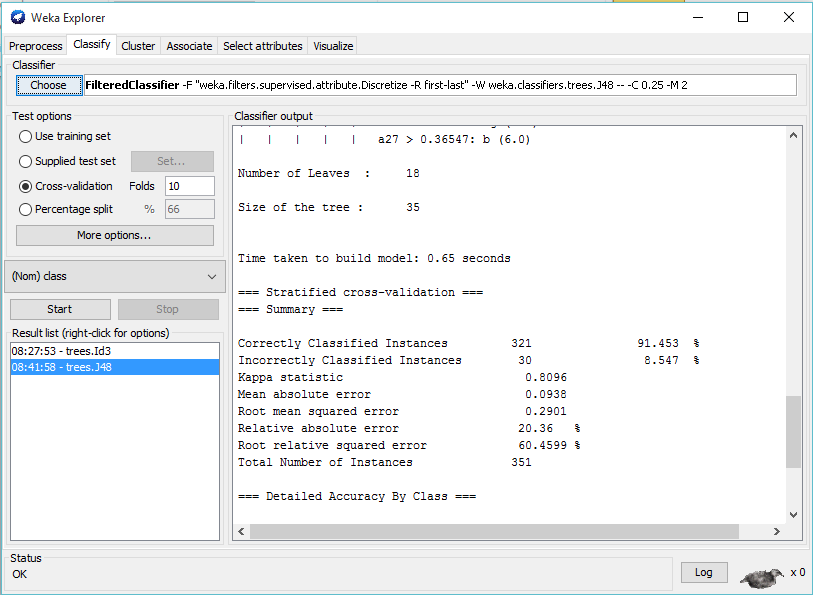 Weka Explorer
Preprocess Classify Cluster Associate Select attributes Visualize
Classifier
Choose FilteredClassifier -F "weka.filters.supervised.attribute.Discretize -R first-last" -W weka.classifiers.trees.J48 -- -C 0.25 -M 2
Test options
Use training set
Supplied test set Set...
Cross-validation Folds 10
Percentage split % 66
More options...
(Nom) class
Start Stop
Result list (right-click for options)
08:27:53 - trees.Id3
08:41:58 - trees.J48
Classifier output
| | | | | a27 > 0.36547: b (6.0)
Number of Leaves : 18
Size of the tree : 35
Time taken to build model: 0.65 seconds
=== Stratified cross-validation ===
=== Summary ===
Correctly Classified Instances 321 91.453 %
Incorrectly Classified Instances 30 8.547 %
Kappa statistic 0.8096
Mean absolute error 0.0938
Root mean squared error 0.2901
Relative absolute error 20.36 %
Root relative squared error 60.4599 %
Total Number of Instances 351
=== Detailed Accuracy By Class ===
Status
OK
Log x 0